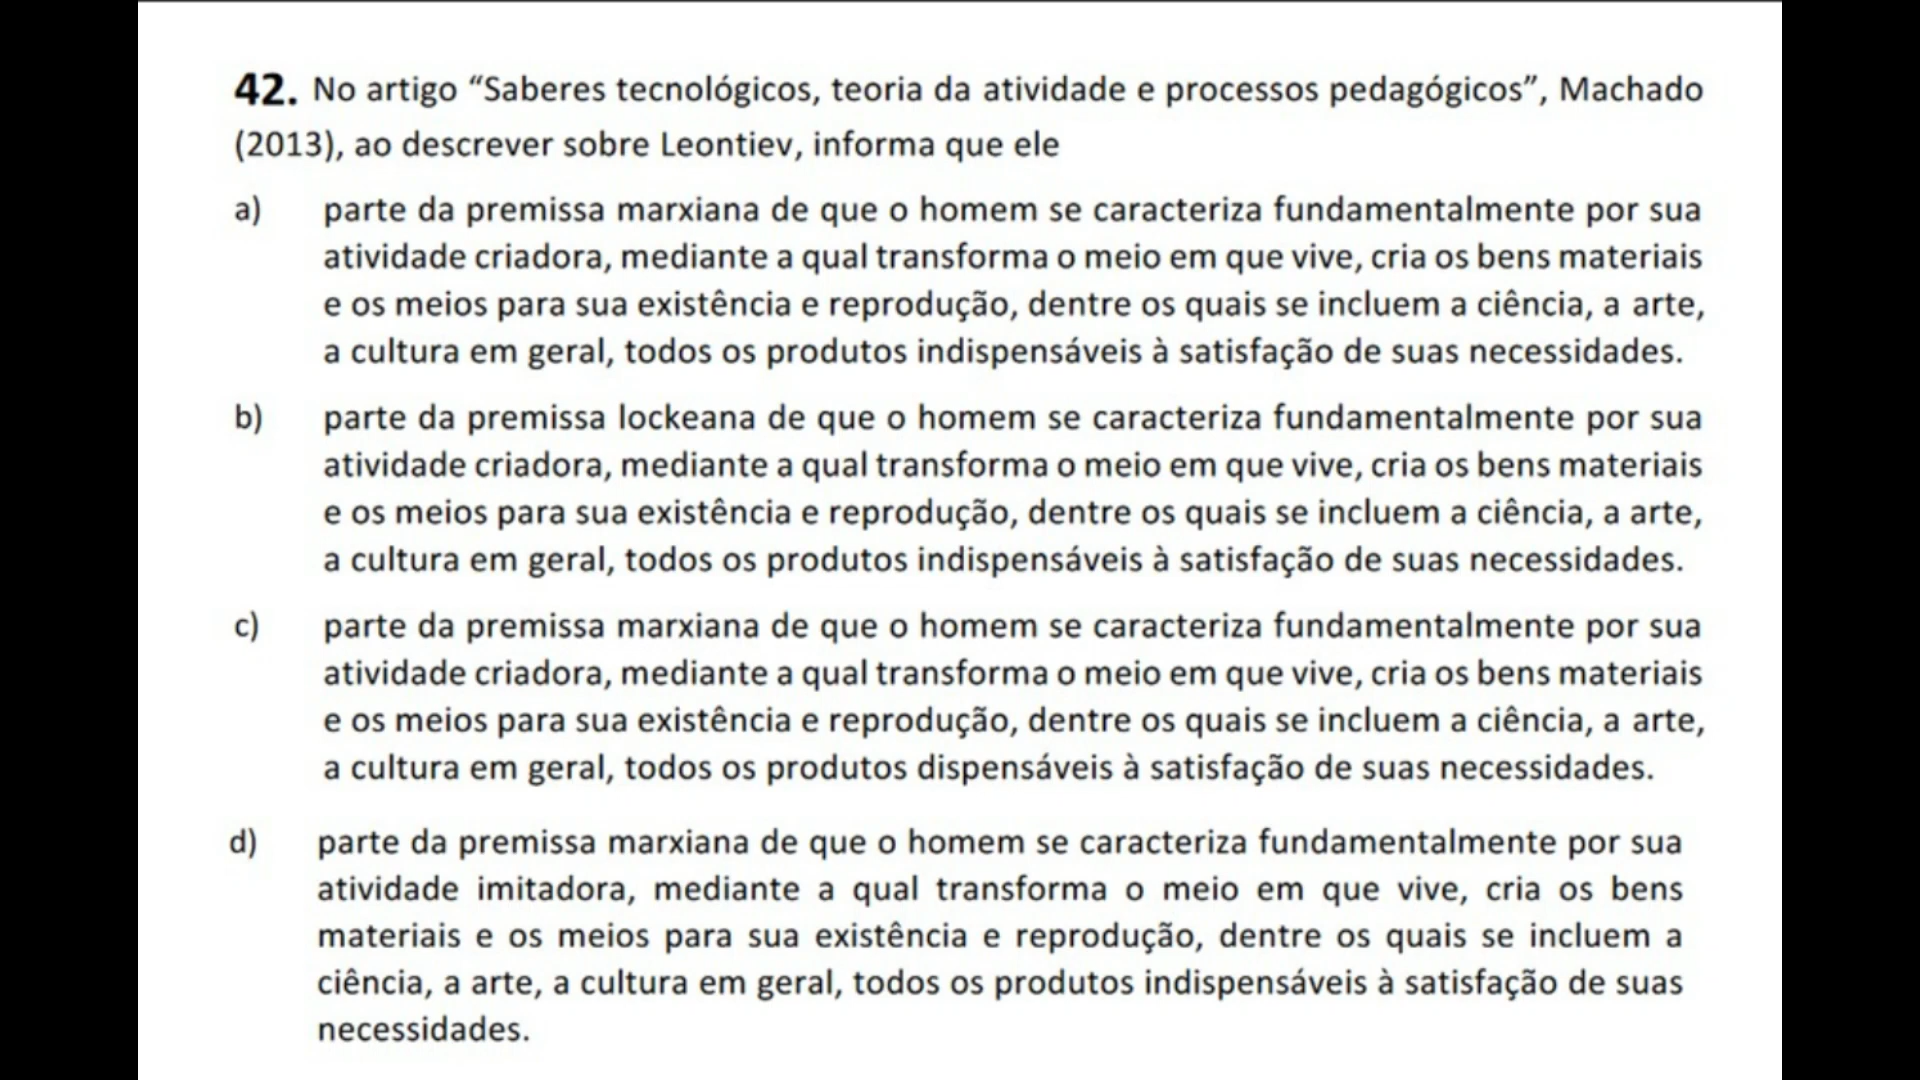 42. No artigo “Saberes tecnológicos, teoria da atividade e processos pedagógicos”, Machado
(2013), ao descrever sobre Leontiev, informa que ele
a) parte da premissa marxiana de que o homem se caracteriza fundamentalmente por sua
atividade criadora, mediante a qual transforma o meio em que vive, cria os bens materiais
e os meios para sua existência e reprodução, dentre os quais se incluem a ciência, a arte,
a cultura em geral, todos os produtos indispensáveis à satisfação de suas necessidades.
b) parte da premissa lockeana de que o homem se caracteriza fundamentalmente por sua
atividade criadora, mediante a qual transforma o meio em que vive, cria os bens materiais
e os meios para sua existência e reprodução, dentre os quais se incluem a ciência, a arte,
a cultura em geral, todos os produtos indispensáveis à satisfação de suas necessidades.
c) parte da premissa marxiana de que o homem se caracteriza fundamentalmente por sua
atividade criadora, mediante a qual transforma o meio em que vive, cria os bens materiais
e os meios para sua existência e reprodução, dentre os quais se incluem a ciência, a arte,
a cultura em geral, todos os produtos dispensáveis à satisfação de suas necessidades.
d) parte da premissa marxiana de que o homem se caracteriza fundamentalmente por sua
atividade imitadora, mediante a qual transforma o meio em que vive, cria os bens
materiais e os meios para sua existência e reprodução, dentre os quais se incluem a
ciência, a arte, a cultura em geral, todos os produtos indispensáveis à satisfação de suas
necessidades.